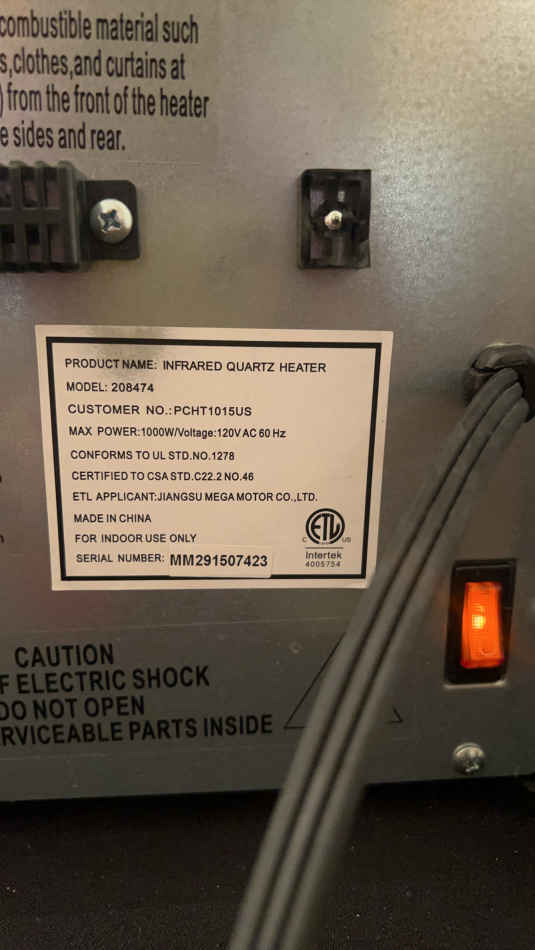 combustible material such
s,clothes,and curtains at
) from the front of the heater
e sides and rear.
PRODUCT NAME: INFRARED QUARTZ HEATER
MODEL: 208474
CUSTOMER NO.:PCHT1015US
MAX POWER:1000W/Voltage:120V AC 60 Hz
CONFORMS TO UL STD.NO.1278
CERTIFIED TO CSA STD.C22.2 NO.46
ETL APPLICANT:JIANGSU MEGA MOTOR CO.,LTD.
MADE IN CHINA
FOR INDOOR USE ONLY
SERIAL NUMBER: MM291507423
ETL
C US
Intertek
4005754
CAUTION
F ELECTRIC SHOCK
DO NOT OPEN
RVICEABLE PARTS INSIDE